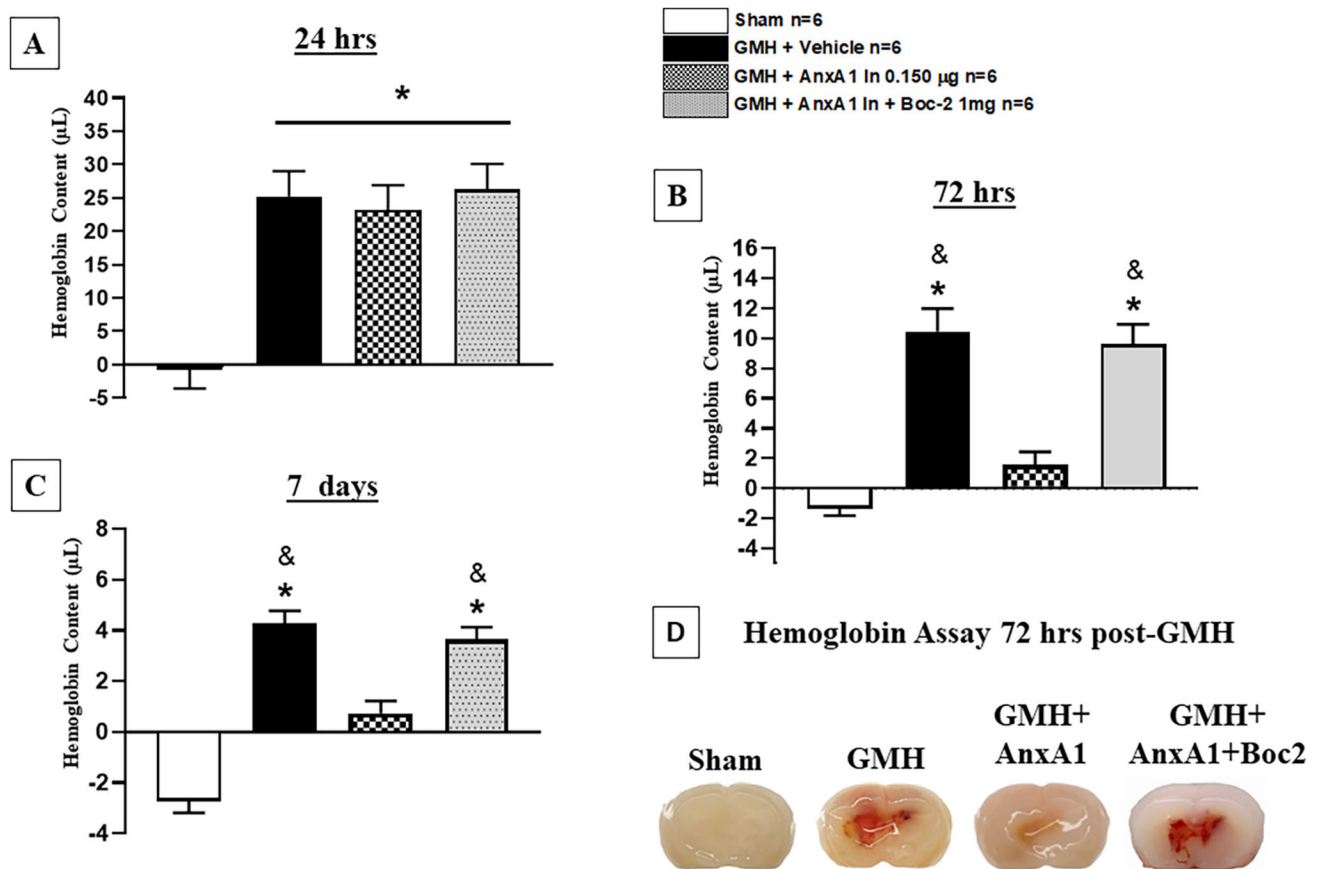 A
24 hrs
Hemoglobin Content (µL)
40
35
30
25
20
15
10
5
0
-5
*
Sham n=6
GMH + Vehicle n=6
GMH + AnxA1 In 0.150 µg n=6
GMH + AnxA1 In + Boc-2 1mg n=6
B
72 hrs
Hemoglobin Content (µL)
16
14
12
10
8
6
4
2
0
-2
-4
&
*
&
*
C
7 days
Hemoglobin Content (µL)
8
6
4
2
0
-2
-4
&
*
&
*
D
Hemoglobin Assay 72 hrs post-GMH
Sham
GMH
GMH+
AnxA1
GMH+
AnxA1+Boc2